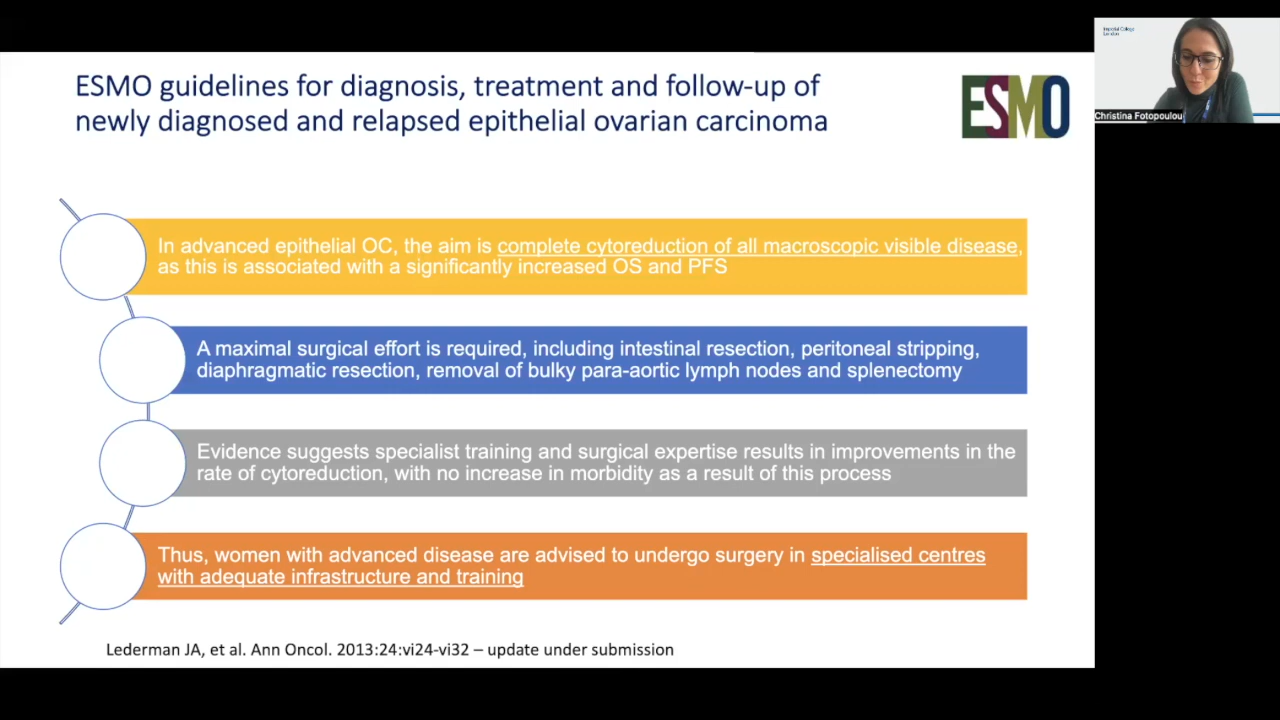 ESMO guidelines for diagnosis, treatment and follow-up of
newly diagnosed and relapsed epithelial ovarian carcinoma
ESMO
Imperial College
London
Christina Fotopoulou
In advanced epithelial OC, the aim is complete cytoreduction of all macroscopic visible disease,
as this is associated with a significantly increased OS and PFS
A maximal surgical effort is required, including intestinal resection, peritoneal stripping,
diaphragmatic resection, removal of bulky para-aortic lymph nodes and splenectomy
Evidence suggests specialist training and surgical expertise results in improvements in the
rate of cytoreduction, with no increase in morbidity as a result of this process
Thus, women with advanced disease are advised to undergo surgery in specialised centres
with adequate infrastructure and training
Lederman JA, et al. Ann Oncol. 2013:24:vi24-vi32 – update under submission